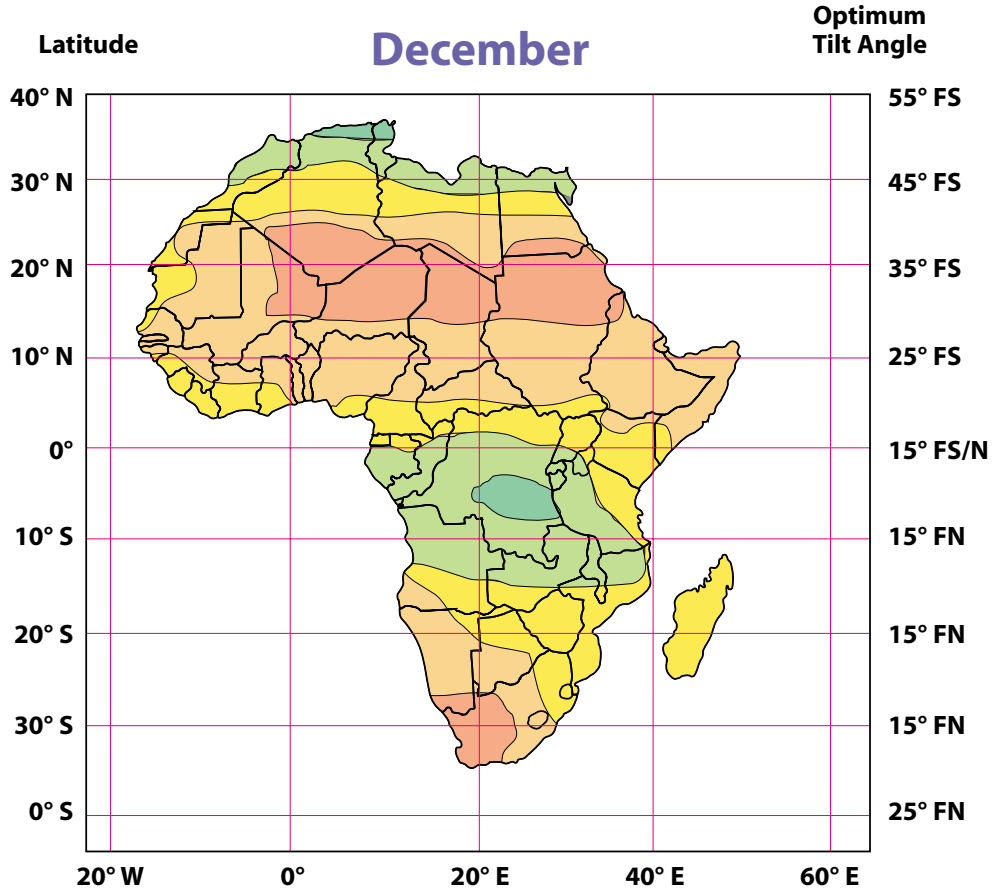 Latitude
December
Optimum
Tilt Angle
40° N
55° FS
30° N
45° FS
20° N
35° FS
10° N
25° FS
0°
15° FS/N
10° S
15° FN
20° S
15° FN
30° S
15° FN
0° S
25° FN
20° W
0°
20° E
40° E
60° E